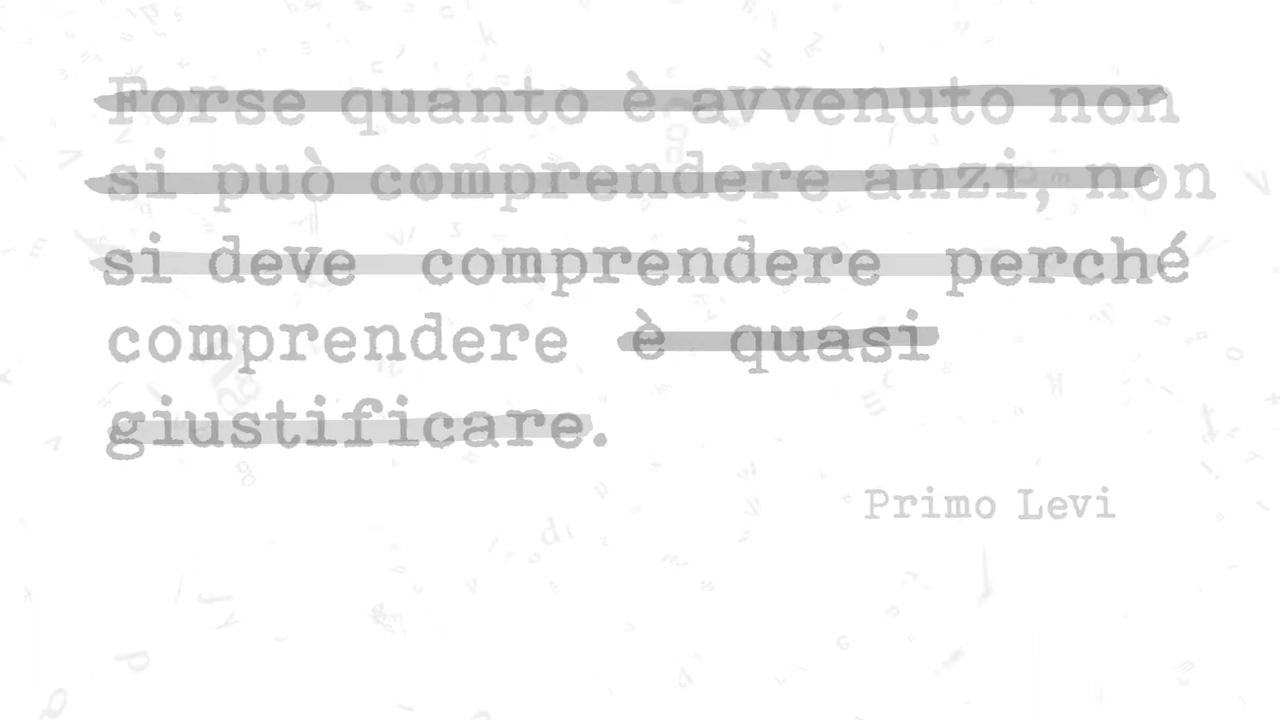 Forse quanto è avvenuto non
si può comprendere anzi, non
si deve comprendere perché
comprendere è quasi
giustificare.
Primo Levi